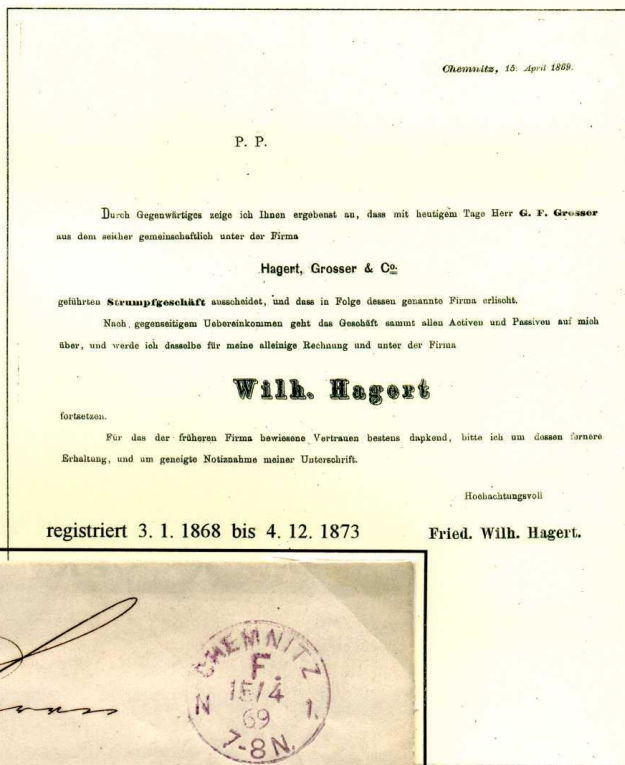 Chemnitz, 15. April 1869.
P. P.
Durch Gegenwärtiges zeige ich Ihnen ergebenst an, dass mit heutigem Tage Herr G. F. Grosser
aus dem seither gemeinschaftlich unter der Firma
Hagert, Grosser & Co.
geführten Strumpfgeschäft ausscheidet, und dass in Folge dessen genannte Firma erlischt.
Nach gegenseitigem Uebereinkommen geht das Geschäft sammt allen Activen und Passiven auf mich
über, und werde ich dasselbe für meine alleinige Rechnung und unter der Firma
Wilh. Hagert
fortsetzen.
Für das der früheren Firma bewiesene Vertrauen bestens dankend, bitte ich um dessen fernere
Erhaltung, und um geneigte Notiznahme meiner Unterschrift.
Hochachtungsvoll
registriert 3. 1. 1868 bis 4. 12. 1873
Fried. Wilh. Hagert.
CHEMNITZ
F.
15/4
N 1.
69
7-8 N.